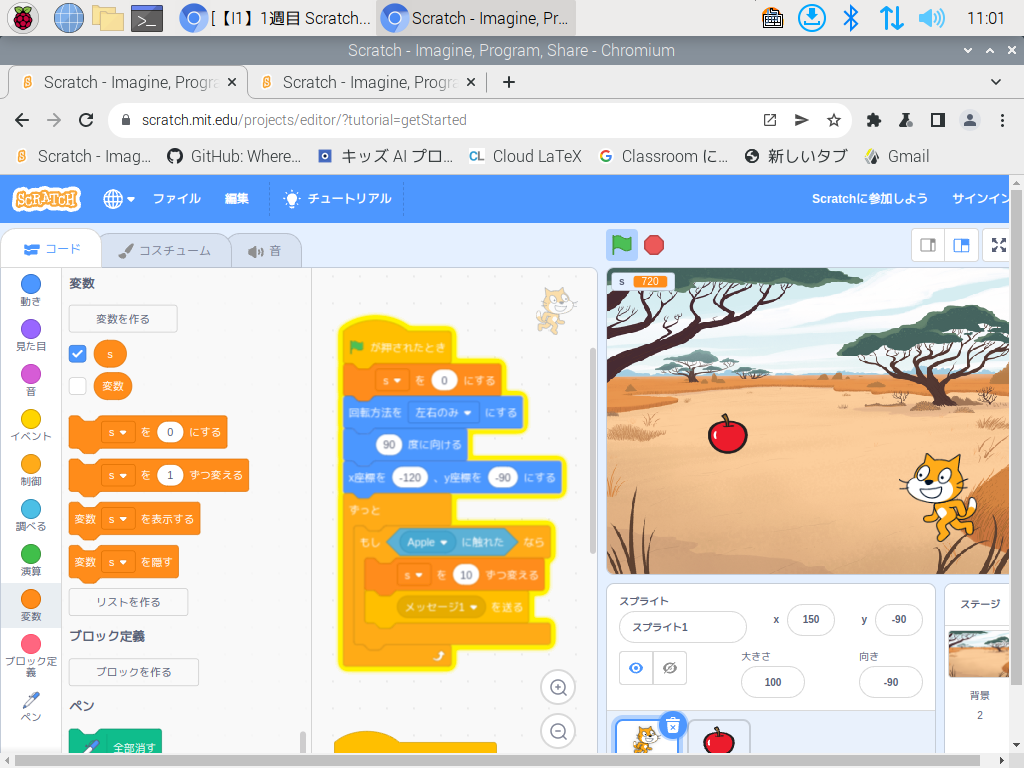 [【I1】1週目 Scratch...
Scratch - Imagine, Pr...
11:01
Scratch - Imagine, Program, Share - Chromium
Scratch - Imagine, Progra
Scratch - Imagine, Progra
scratch.mit.edu/projects/editor/?tutorial=getStarted
Scratch - Imag...
GitHub: Where...
キッズ AI プロ...
CL Cloud LaTeX
G Classroom に...
新しいタブ
Gmail
SCRATCH
ファイル
編集
チュートリアル
Scratchに参加しよう
サインイン
コード
コスチューム
音
動き
見た目
音
イベント
制御
調べる
演算
変数
ブロック定義
ペン
変数
変数を作る
s
変数
s を 0 にする
s を 1 ずつ変える
変数 s を表示する
変数 s を隠す
リストを作る
ブロック定義
ブロックを作る
ペン
全部消す
が押されたとき
s を 0 にする
回転方法を 左右のみ にする
90 度に向ける
x座標を -120 、y座標を -90 にする
ずっと
もし Apple に触れた なら
s を 10 ずつ変える
メッセージ1 を送る
s 720
スプライト
スプライト1
x 150 y -90
大きさ
100
向き
-90
ステージ
背景
2